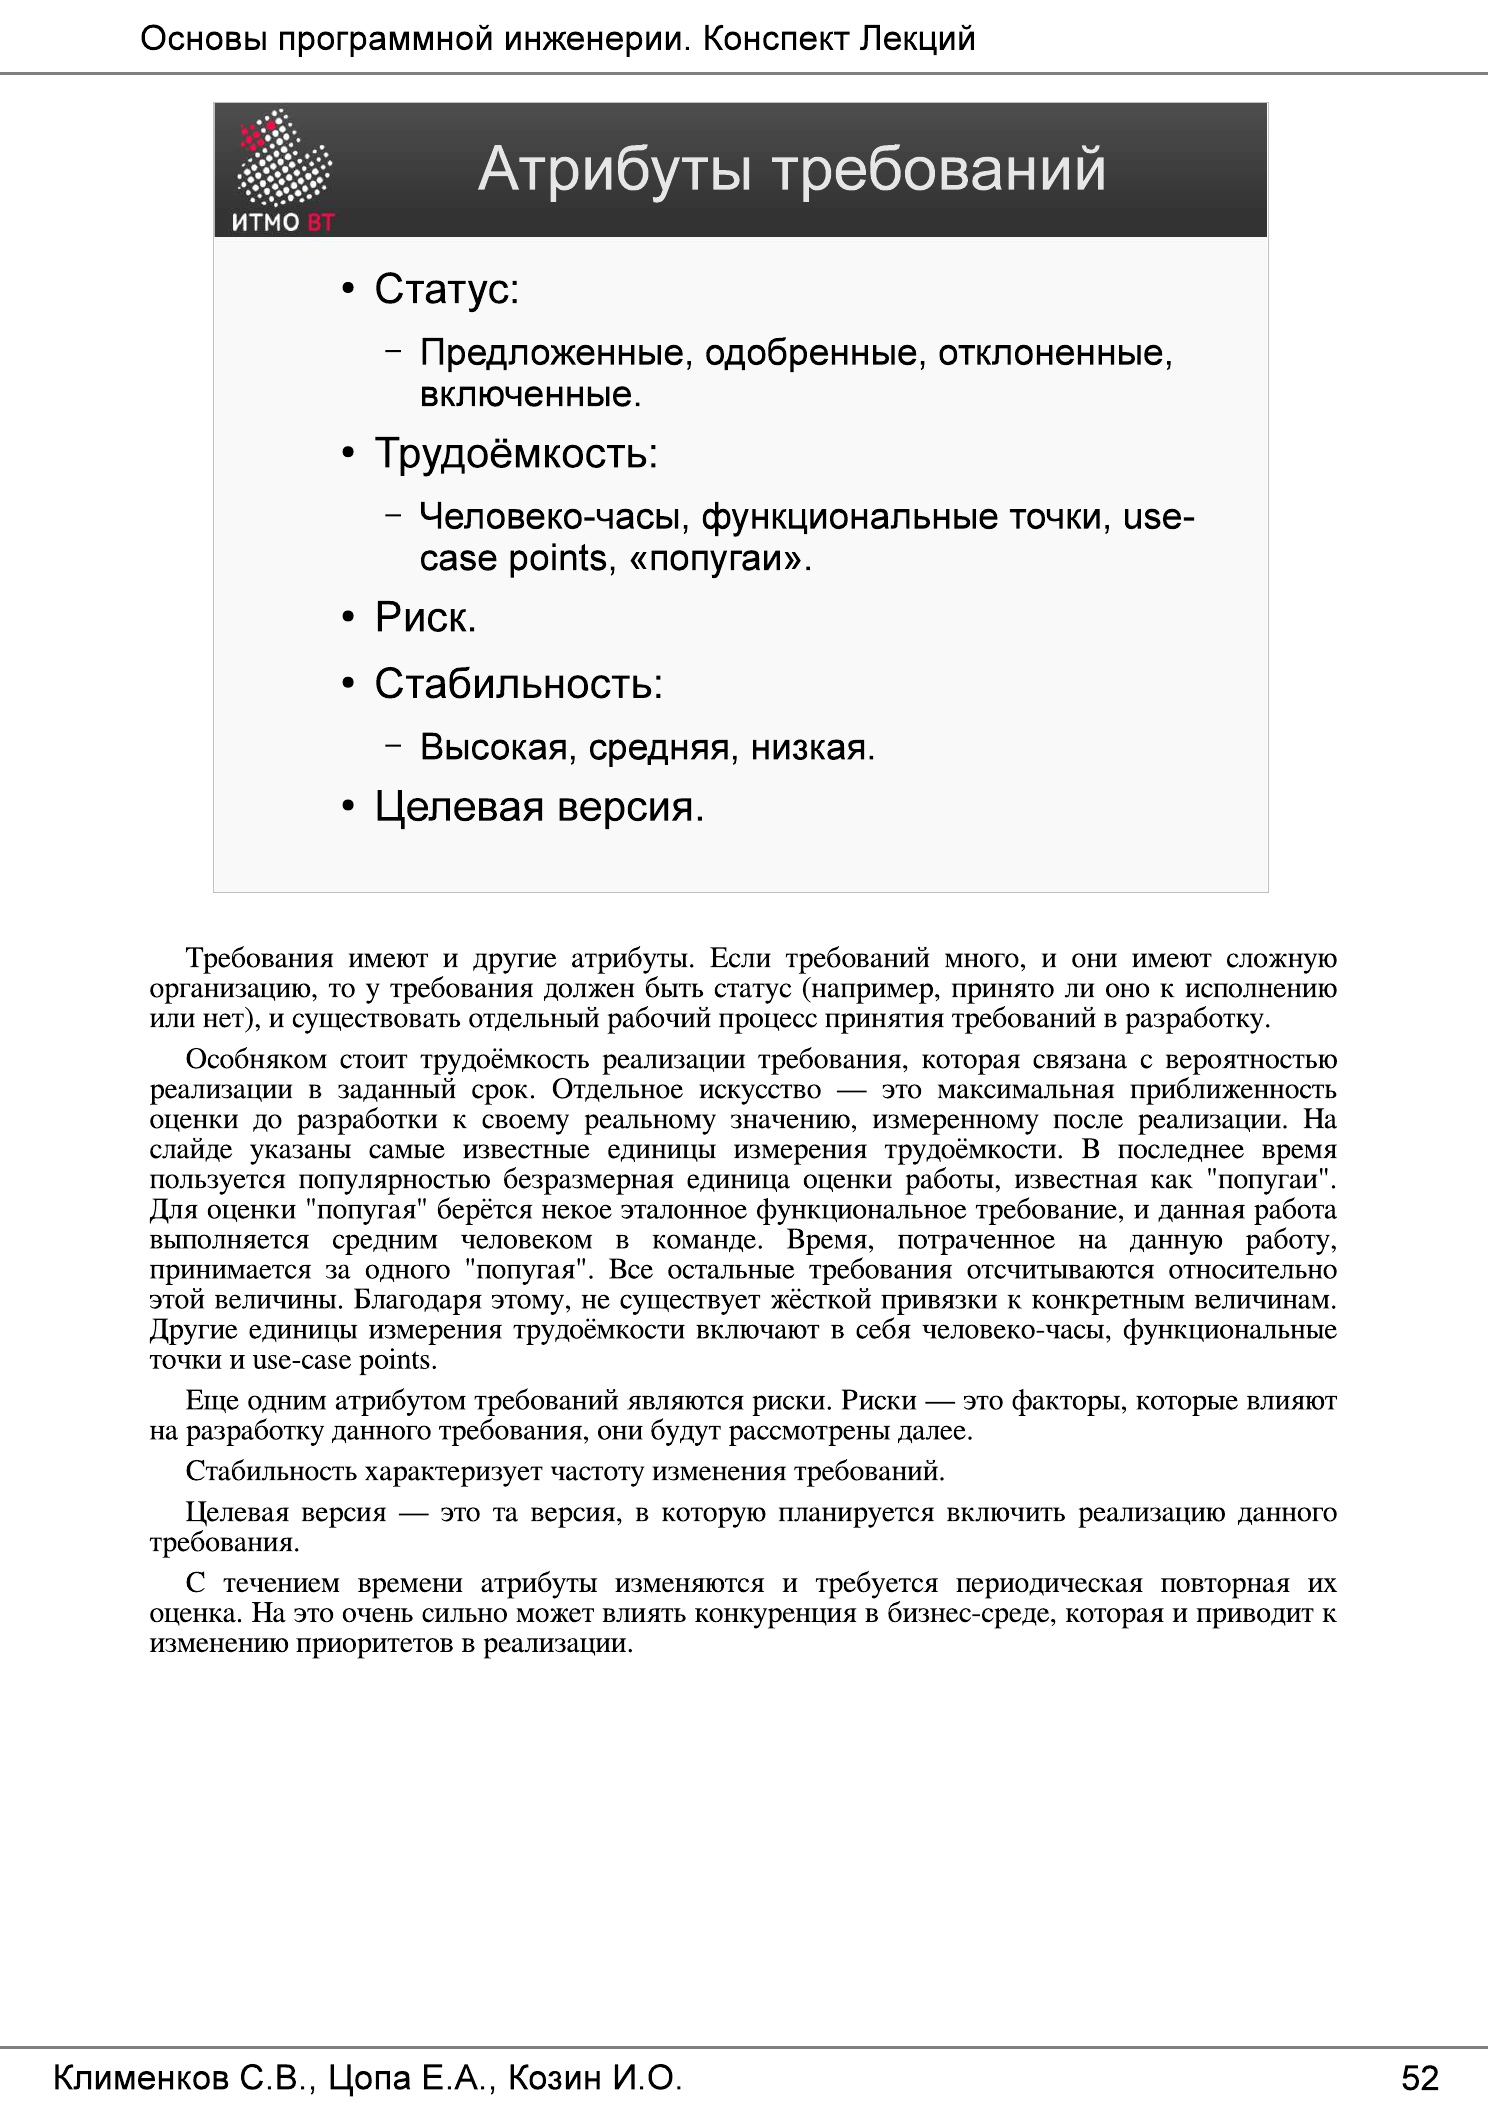 Основы программной инженерии. Конспект Лекций
ИТМО ВТ
Атрибуты требований
• Статус:
– Предложенные, одобренные, отклоненные,
включенные.
• Трудоёмкость:
– Человеко-часы, функциональные точки, use-
case points, «попугаи».
• Риск.
• Стабильность:
– Высокая, средняя, низкая.
• Целевая версия.
Требования имеют и другие атрибуты. Если требований много, и они имеют сложную
организацию, то у требования должен быть статус (например, принято ли оно к исполнению
или нет), и существовать отдельный рабочий процесс принятия требований в разработку.
Особняком стоит трудоёмкость реализации требования, которая связана с вероятностью
реализации в заданный срок. Отдельное искусство — это максимальная приближенность
оценки до разработки к своему реальному значению, измеренному после реализации. На
слайде указаны самые известные единицы измерения трудоёмкости. В последнее время
пользуется популярностью безразмерная единица оценки работы, известная как "попугаи".
Для оценки "попугая" берётся некое эталонное функциональное требование, и данная работа
выполняется средним человеком в команде. Время, потраченное на данную работу,
принимается за одного "попугая". Все остальные требования отсчитываются относительно
этой величины. Благодаря этому, не существует жёсткой привязки к конкретным величинам.
Другие единицы измерения трудоёмкости включают в себя человеко-часы, функциональные
точки и use-case points.
Еще одним атрибутом требований являются риски. Риски — это факторы, которые влияют
на разработку данного требования, они будут рассмотрены далее.
Стабильность характеризует частоту изменения требований.
Целевая версия — это та версия, в которую планируется включить реализацию данного
требования.
С течением времени атрибуты изменяются и требуется периодическая повторная их
оценка. На это очень сильно может влиять конкуренция в бизнес-среде, которая и приводит к
изменению приоритетов в реализации.
Клименков С.В., Цопа Е.А., Козин И.О.
52